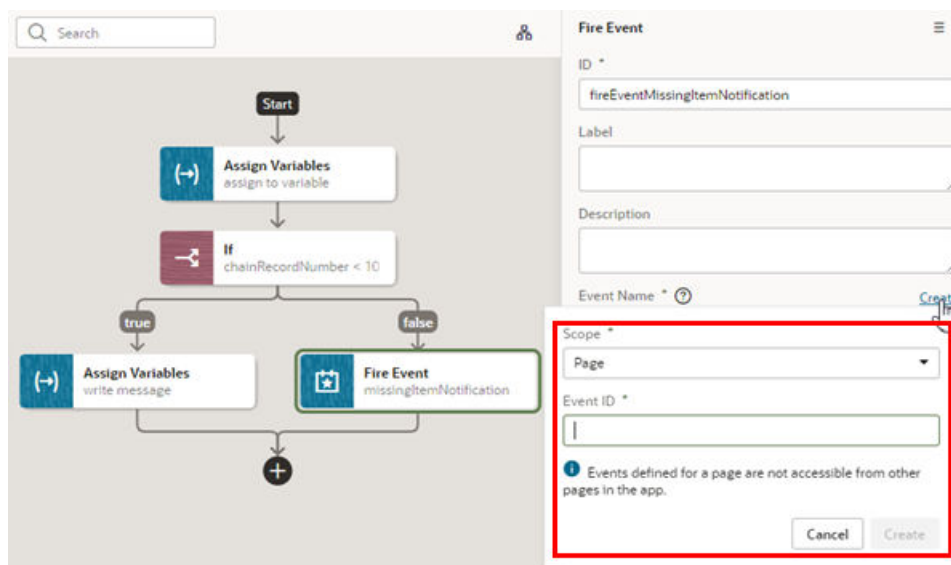 Search
Start
Assign Variables
assign to variable
If
chainRecordNumber < 10
true
false
Assign Variables
write message
Fire Event
missingItemNotification
Fire Event
ID *
fireEventMissingItemNotification
Label
Description
Event Name *
Scope *
Page
Event ID *
Events defined for a page are not accessible from other
pages in the app.
Cancel
Create